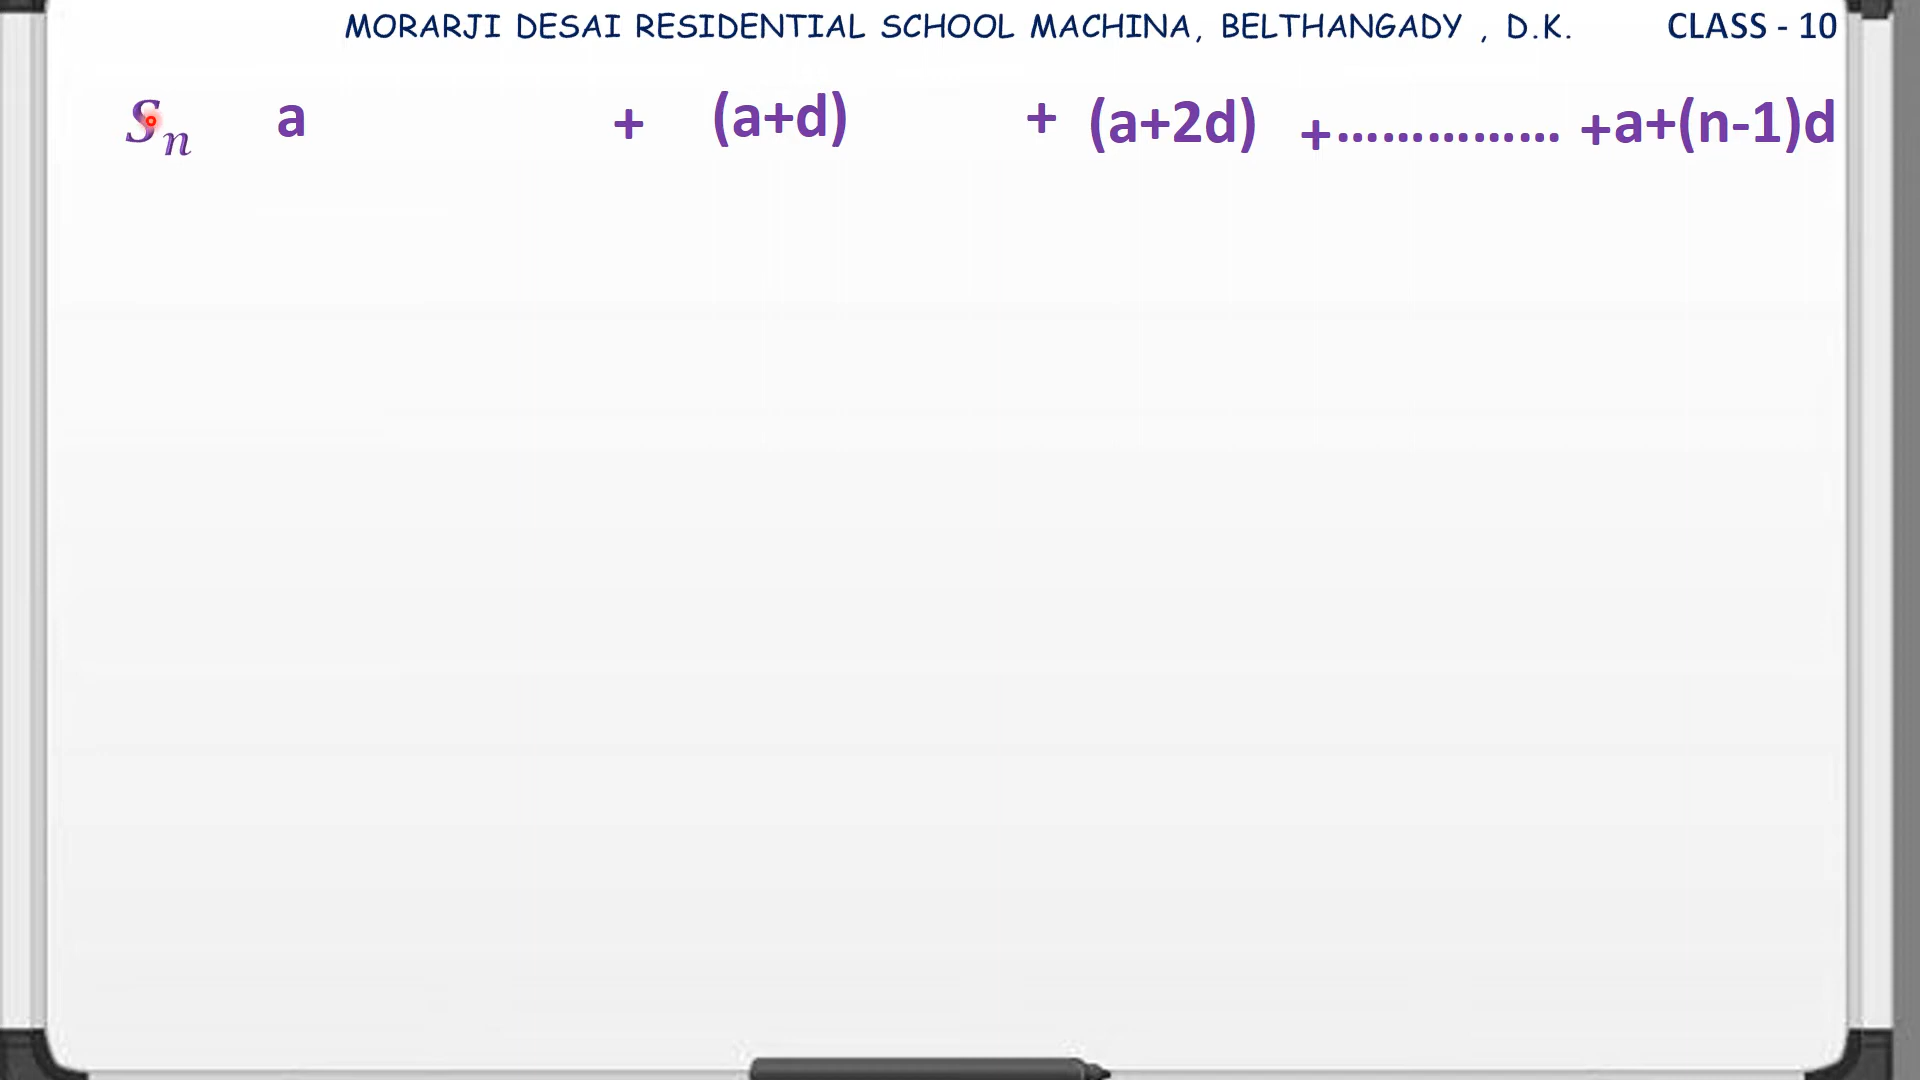 MORARJI DESAI RESIDENTIAL SCHOOL MACHINA, BELTHANGADY , D.K. CLASS - 10
Sₙ a + (a+d) + (a+2d) +............... +a+(n-1)d